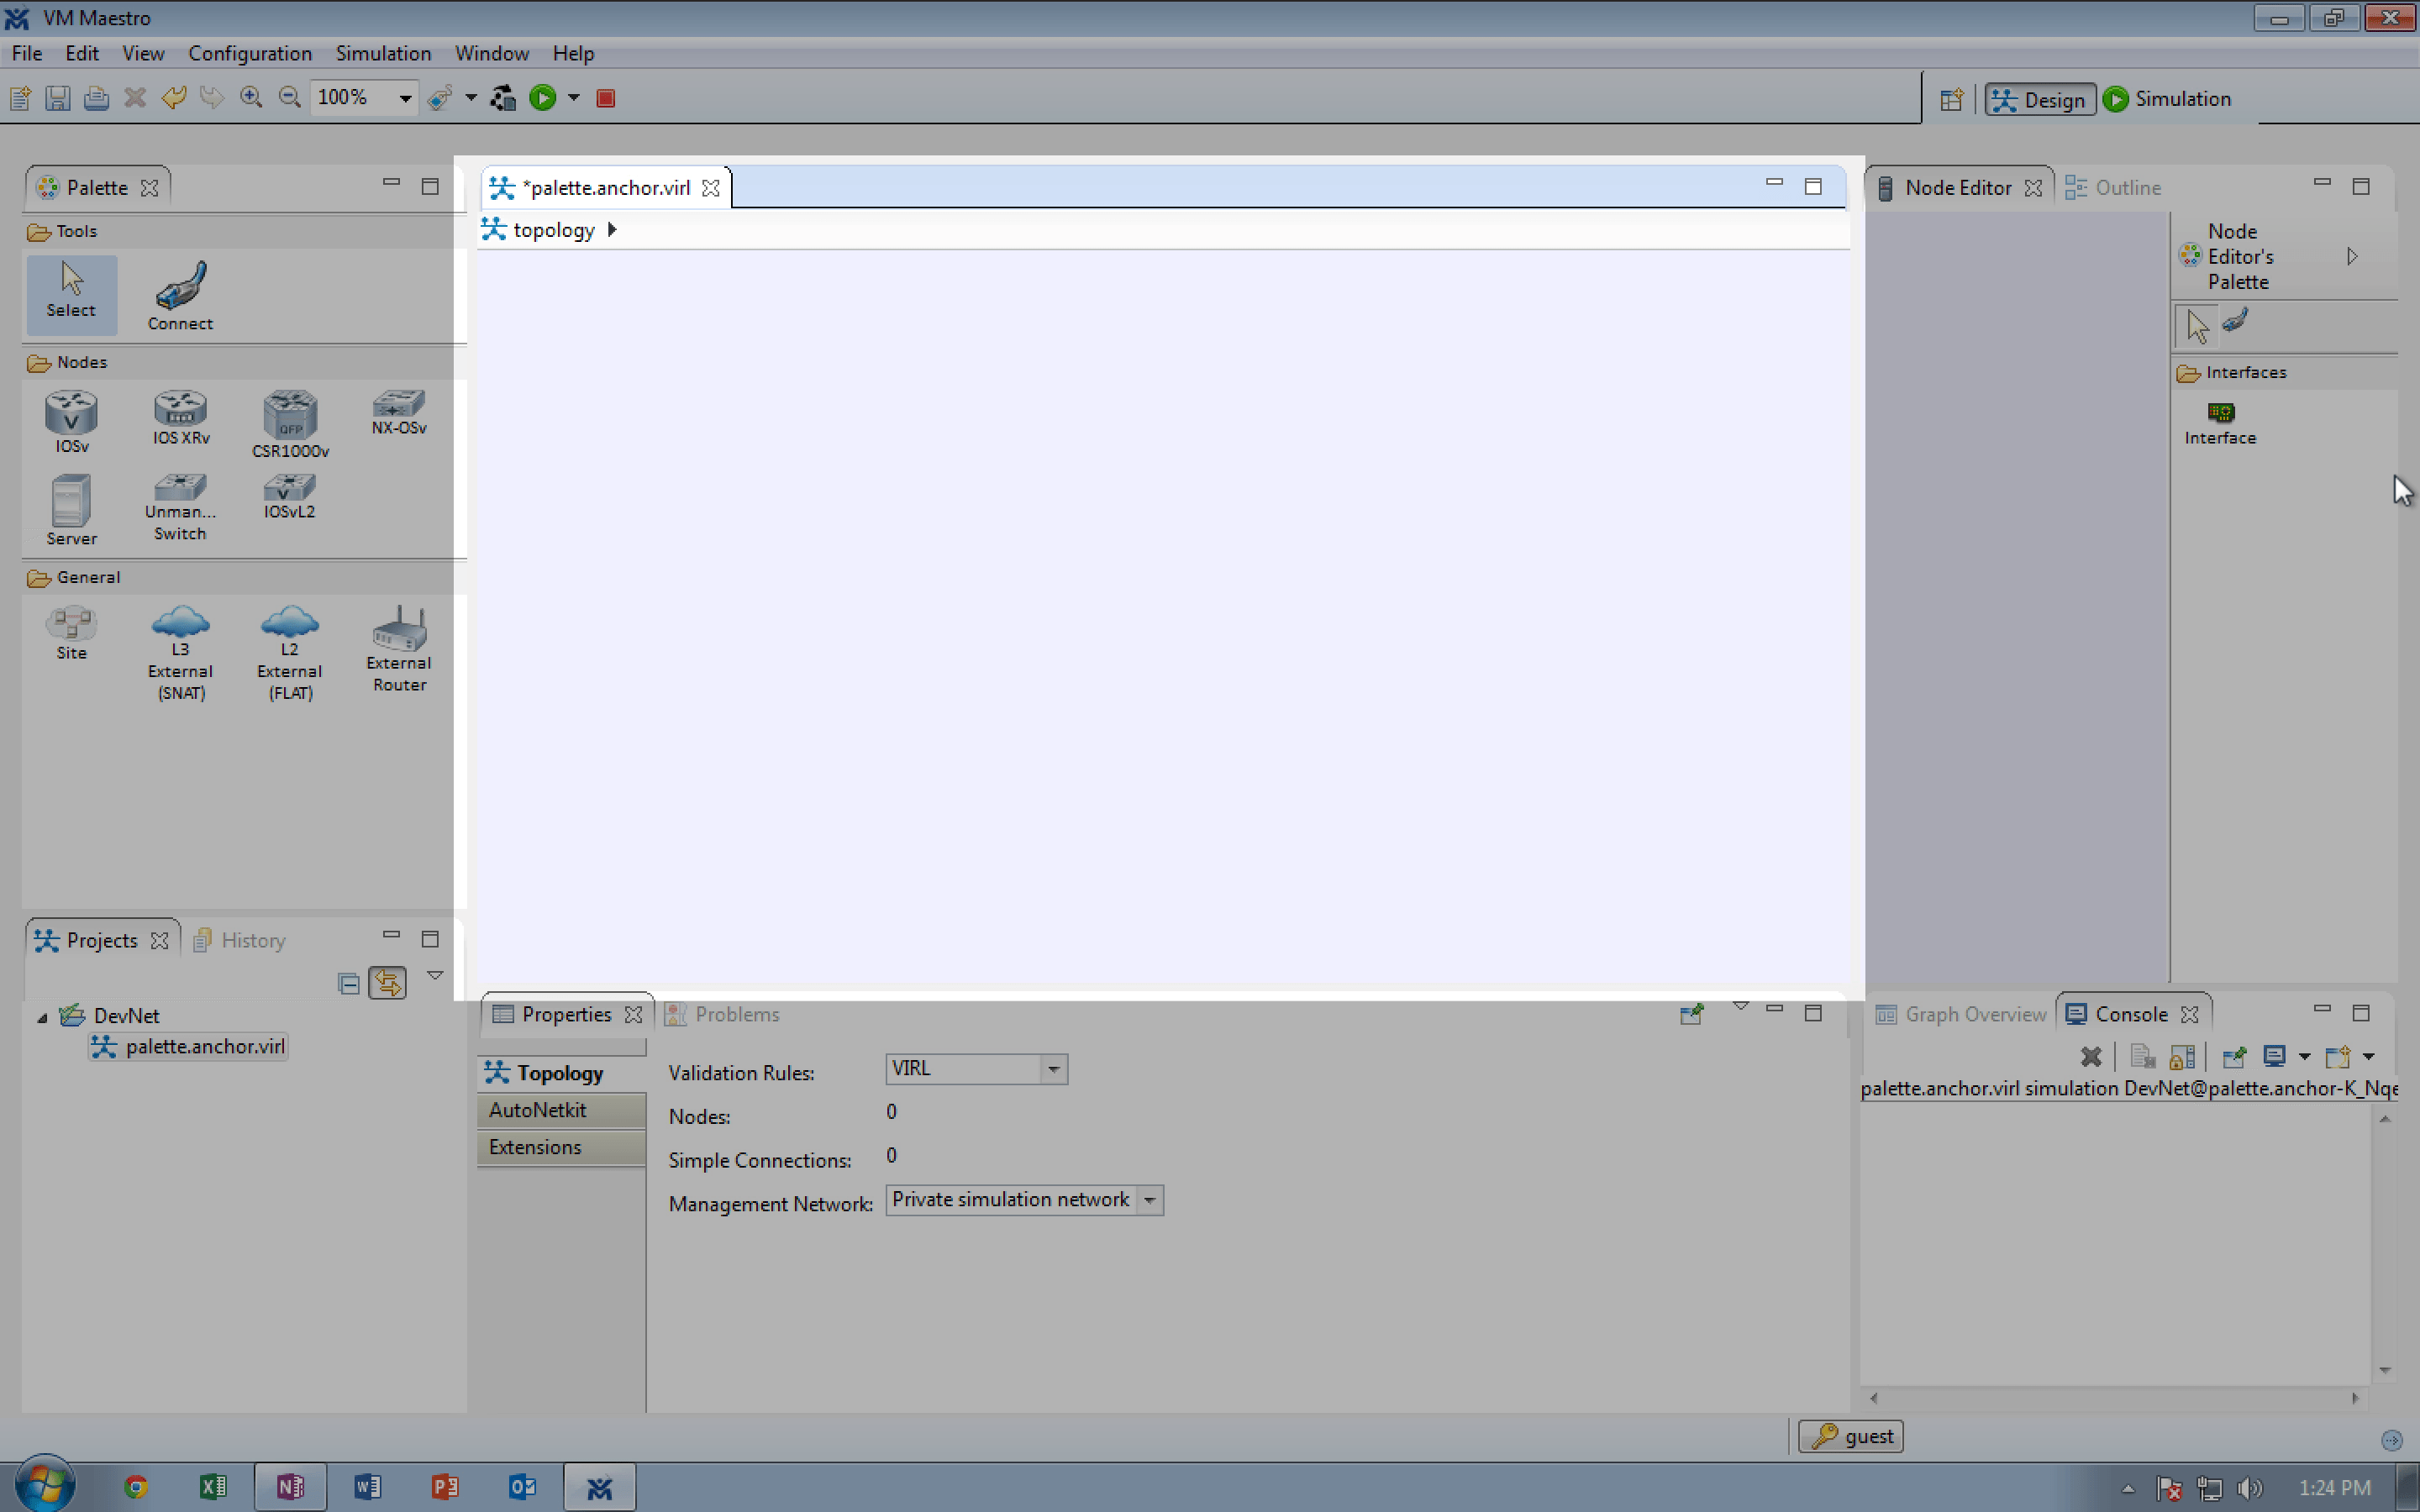 VM Maestro
File Edit View Configuration Simulation Window Help
100%
Design Simulation
Palette
Tools
Select
Connect
Nodes
V
IOSv
IOS XRv
QFP
CSR1000v
NX-OSv
Server
Unman...
Switch
V
IOSvL2
General
Site
L3
External
(SNAT)
L2
External
(FLAT)
External
Router
*palette.anchor.virl
topology
Node Editor Outline
Node
Editor's
Palette
Interfaces
Interface
Projects History
DevNet
palette.anchor.virl
Properties Problems
Topology
AutoNetkit
Extensions
Validation Rules: VIRL
Nodes: 0
Simple Connections: 0
Management Network: Private simulation network
Graph Overview Console
palette.anchor.virl simulation DevNet@palette.anchor-K_Nqe
guest
1:24 PM